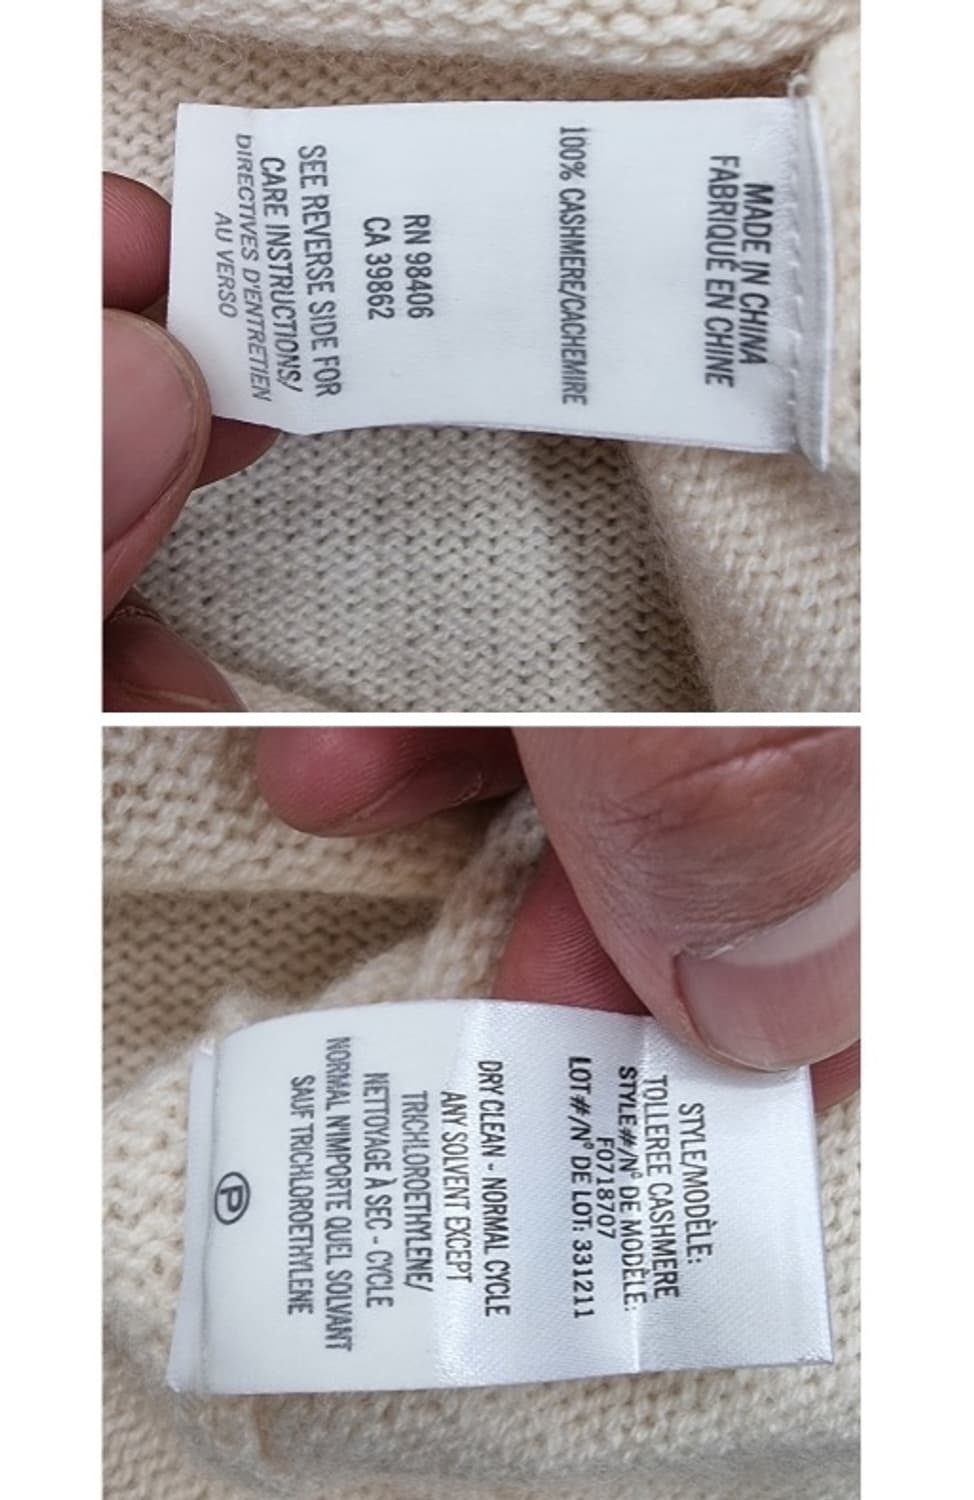 MADE IN CHINA
FABRIQUÉ EN CHINE
100% CASHMERE/CACHEMIRE
RN 98406
CA 39862
SEE REVERSE SIDE FOR
CARE INSTRUCTIONS/
DIRECTIVES D'ENTRETIEN
AU VERSO
STYLE/MODÈLE:
TOLLEREE CASHMERE
STYLE#/Nº DE MODÈLE:
F0718707
LOT#/Nº DE LOT: 331211
DRY CLEAN - NORMAL CYCLE
ANY SOLVENT EXCEPT
TRICHLOROETHYLENE/
NETTOYAGE À SEC - CYCLE
NORMAL N'IMPORTE QUEL SOLVANT
SAUF TRICHLOROETHYLENE
P